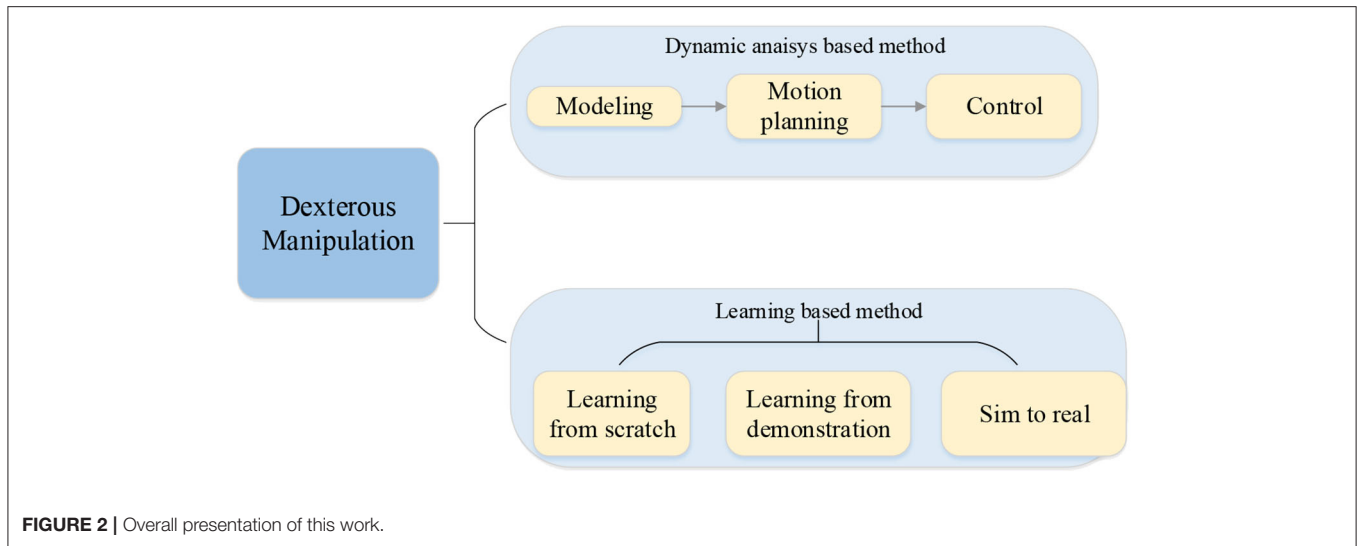 Dynamic anaisys based method
Modeling
Motion
planning
Control
Dexterous
Manipulation
Learning based method
Learning
from scratch
Learning from
demonstration
Sim to real
FIGURE 2 | Overall presentation of this work.